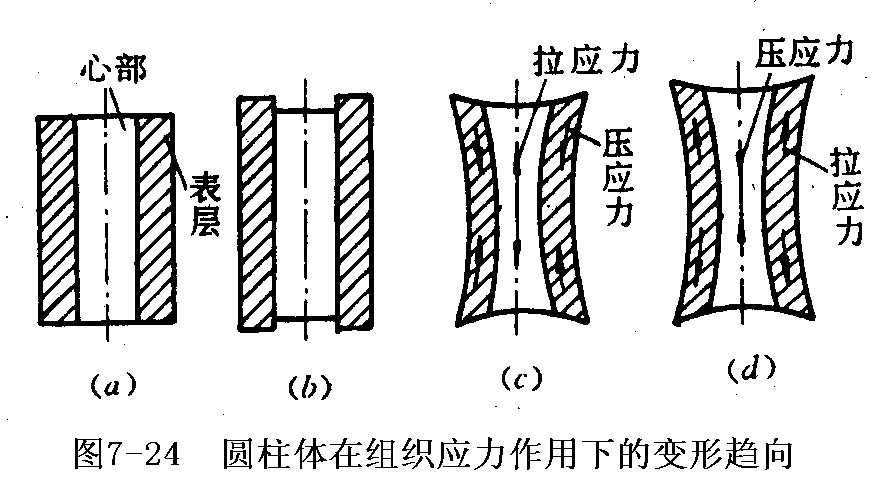 心部
表层
拉应力
压应力
压应力
拉应力
(a)
(b)
(c)
(d)
图7-24 圆柱体在组织应力作用下的变形趋向